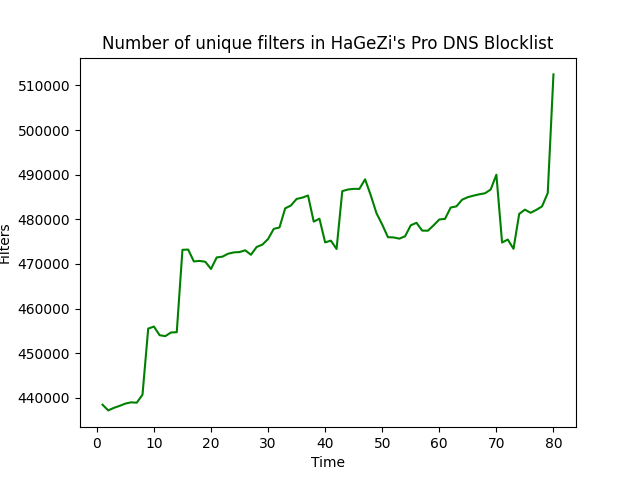 Number of unique filters in HaGeZi's Pro DNS Blocklist
510000
500000
490000
480000
470000
460000
450000
440000
Filters
0 10 20 30 40 50 60 70 80
Time